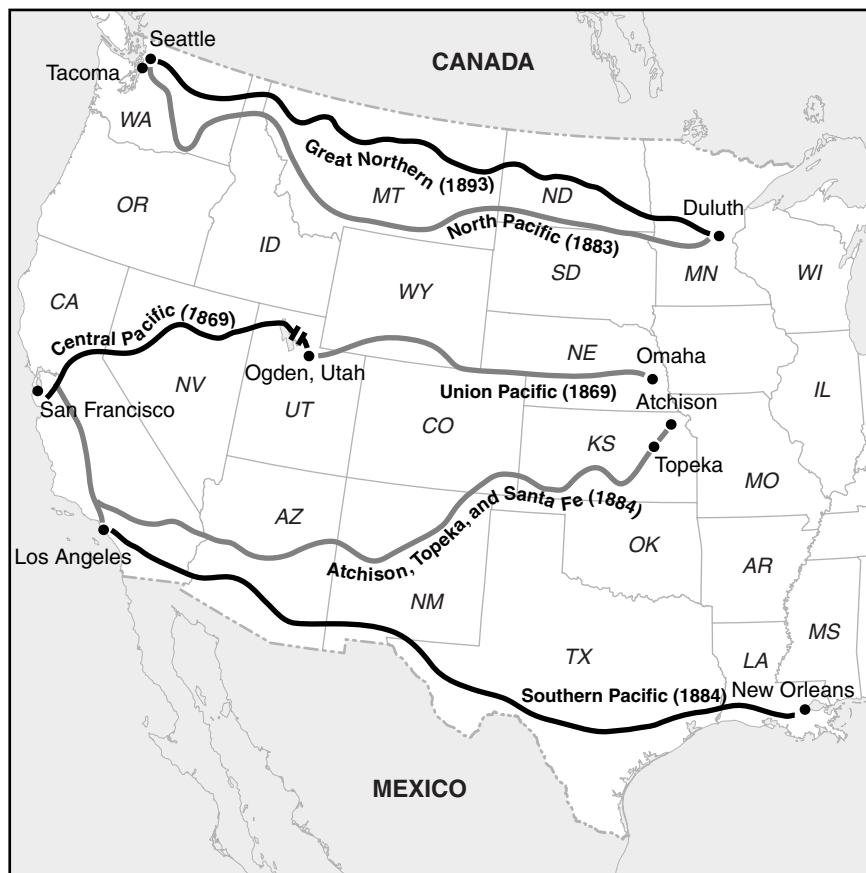 Seattle
CANADA
Tacoma
WA
Great Northern (1893)
MT
ND
OR
Duluth
North Pacific (1883)
ID
MN
WI
SD
WY
CA
Central Pacific (1869)
NE
Omaha
Ogden, Utah
NV
Union Pacific (1869)
IL
Atchison
San Francisco
UT
CO
KS
Topeka
MO
Atchison, Topeka, and Santa Fe (1884)
AZ
OK
Los Angeles
AR
NM
MS
TX
LA
Southern Pacific (1884)
New Orleans
MEXICO